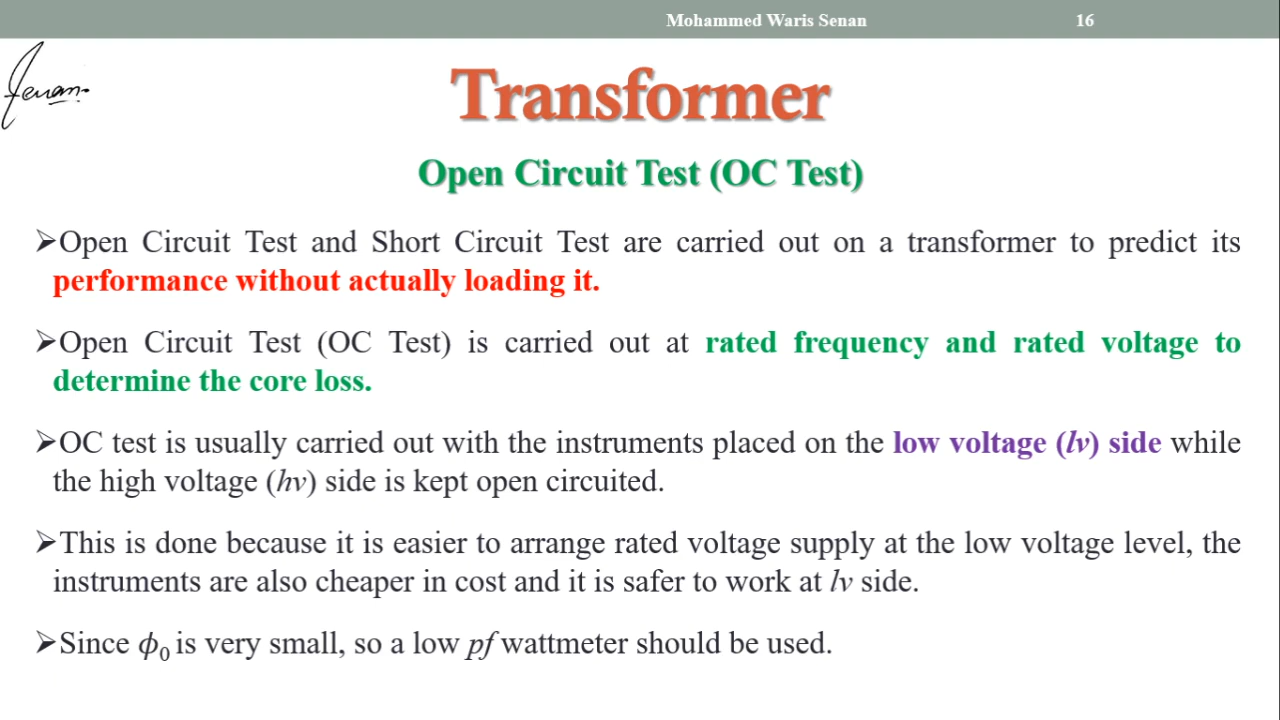 Mohammed Waris Senan 16
Senan
Transformer
Open Circuit Test (OC Test)
➢Open Circuit Test and Short Circuit Test are carried out on a transformer to predict its
performance without actually loading it.
➢Open Circuit Test (OC Test) is carried out at rated frequency and rated voltage to
determine the core loss.
➢OC test is usually carried out with the instruments placed on the low voltage (lv) side while
the high voltage (hv) side is kept open circuited.
➢This is done because it is easier to arrange rated voltage supply at the low voltage level, the
instruments are also cheaper in cost and it is safer to work at lv side.
➢Since ϕ₀ is very small, so a low pf wattmeter should be used.